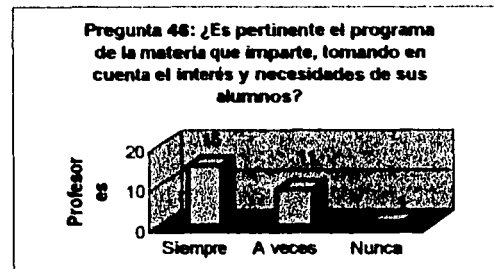 Pregunta 46: ¿Es pertinente el programa
de la materia que imparte, tomando en
cuenta el interés y necesidades de sus
alumnos?
20
10
0
Profesor
es
Siempre
A veces
Nunca